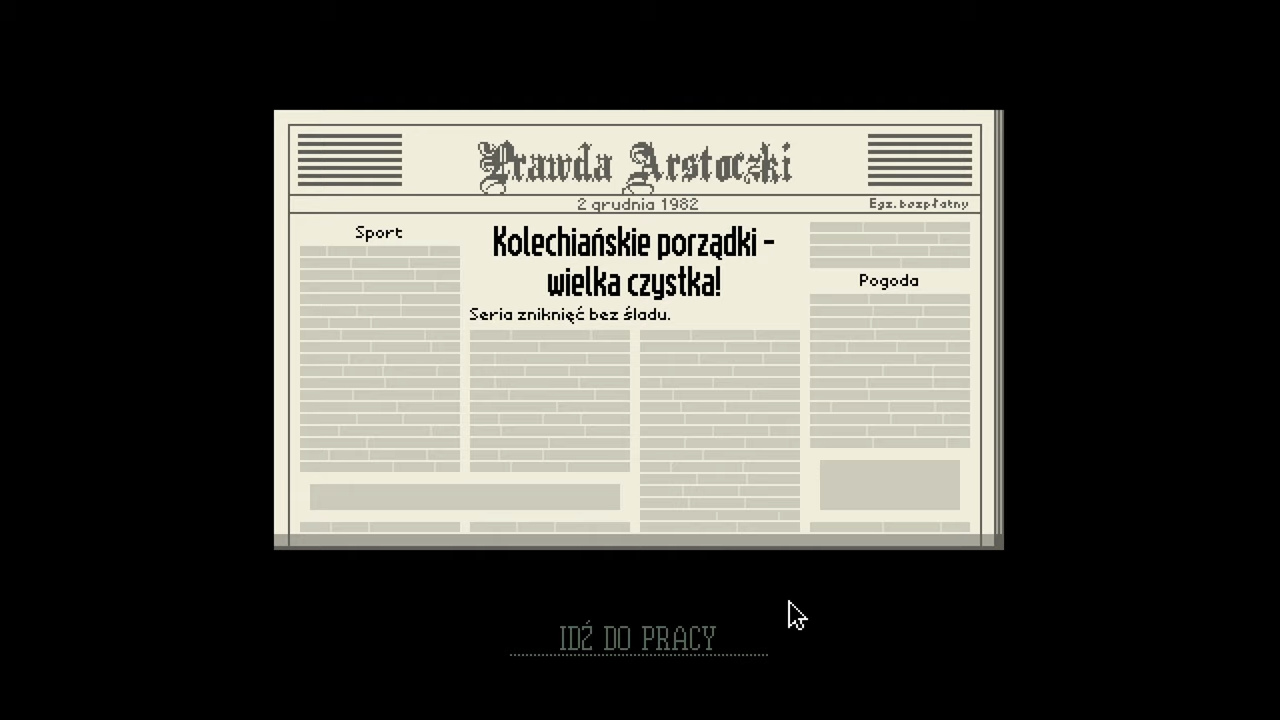 Prawda Arstoczki
2 grudnia 1982
Egz. bezpłatny
Sport
Kolechiańskie porządki -
wielka czystka!
Seria zniknięć bez śladu.
Pogoda
IDŹ DO PRACY